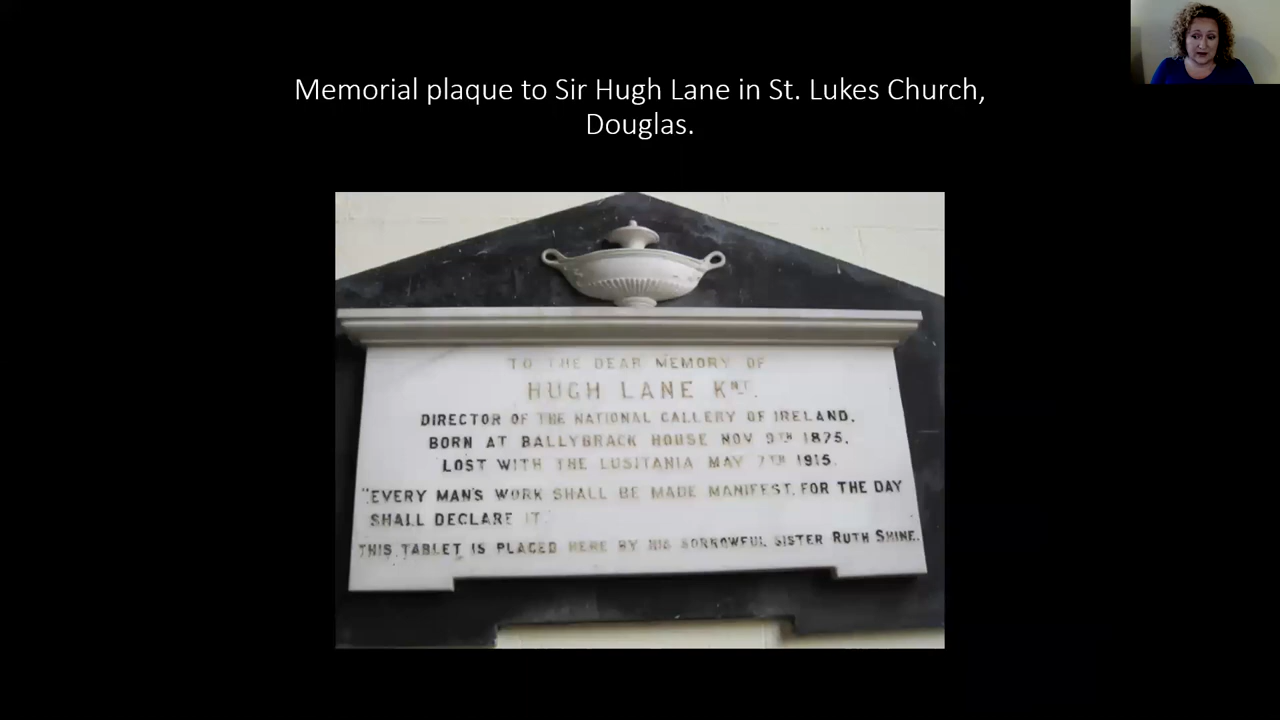 Memorial plaque to Sir Hugh Lane in St. Lukes Church,
Douglas.
TO THE DEAR MEMORY OF
HUGH LANE KNT.
DIRECTOR OF THE NATIONAL GALLERY OF IRELAND.
BORN AT BALLYBRACK HOUSE NOV 9TH 1875.
LOST WITH THE LUSITANIA MAY 7TH 1915.
"EVERY MAN'S WORK SHALL BE MADE MANIFEST, FOR THE DAY
SHALL DECLARE IT
THIS TABLET IS PLACED HERE BY HIS SORROWFUL SISTER RUTH SHINE.